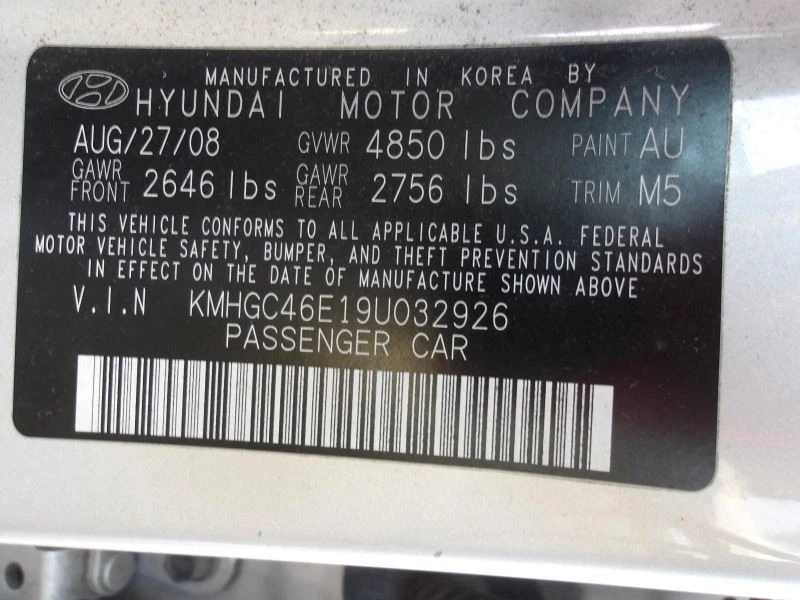 MANUFACTURED IN KOREA BY
HYUNDAI MOTOR COMPANY
AUG/27/08 GVWR 4850 lbs PAINT AU
GAWR FRONT 2646 lbs GAWR REAR 2756 lbs TRIM M5
THIS VEHICLE CONFORMS TO ALL APPLICABLE U.S.A. FEDERAL
MOTOR VEHICLE SAFETY, BUMPER, AND THEFT PREVENTION STANDARDS
IN EFFECT ON THE DATE OF MANUFACTURE SHOWN ABOVE
V.I.N KMHGC46E19U032926
PASSENGER CAR